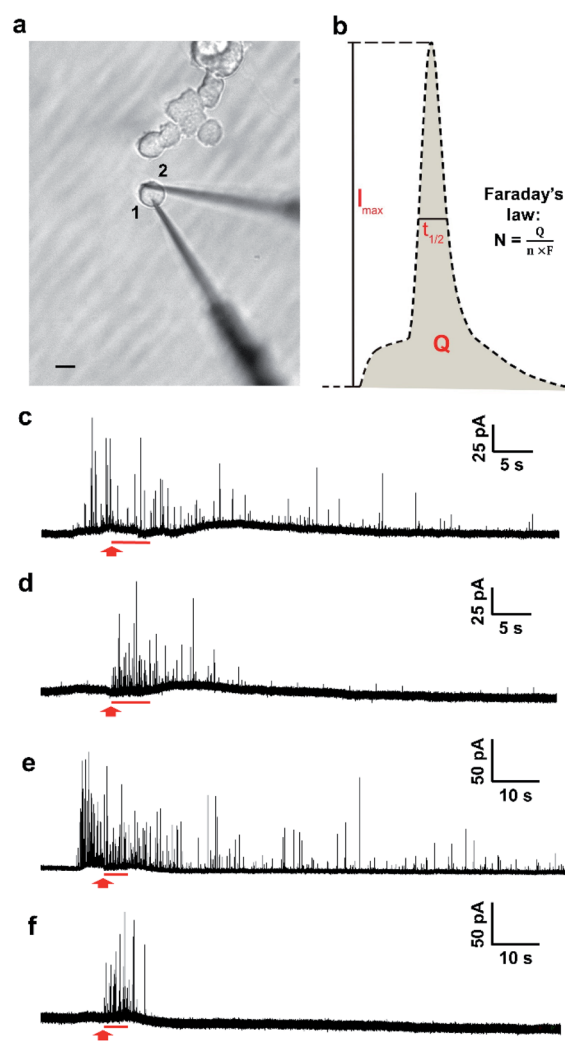 a
b
2
1
I max
t 1/2
Q
Faraday's
law:
N = Q / n × F
c
25 pA
5 s
d
25 pA
5 s
e
50 pA
10 s
f
50 pA
10 s